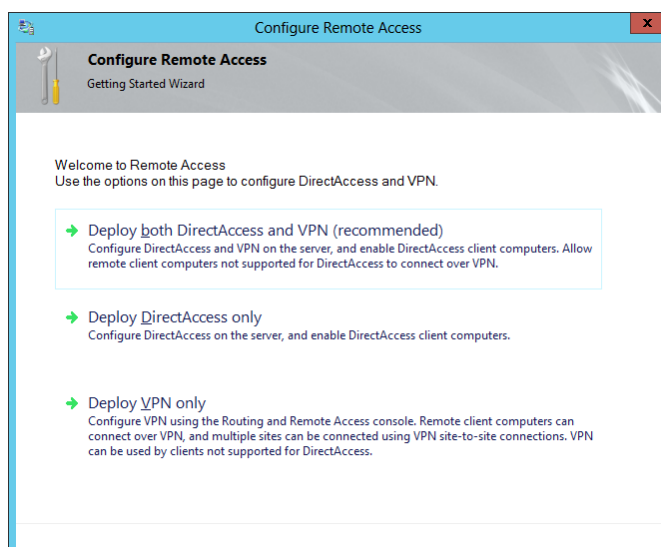 Configure Remote Access
x
Configure Remote Access
Getting Started Wizard
Welcome to Remote Access
Use the options on this page to configure DirectAccess and VPN.
Deploy both DirectAccess and VPN (recommended)
Configure DirectAccess and VPN on the server, and enable DirectAccess client computers. Allow
remote client computers not supported for DirectAccess to connect over VPN.
Deploy DirectAccess only
Configure DirectAccess on the server, and enable DirectAccess client computers.
Deploy VPN only
Configure VPN using the Routing and Remote Access console. Remote client computers can
connect over VPN, and multiple sites can be connected using VPN site-to-site connections. VPN
can be used by clients not supported for DirectAccess.